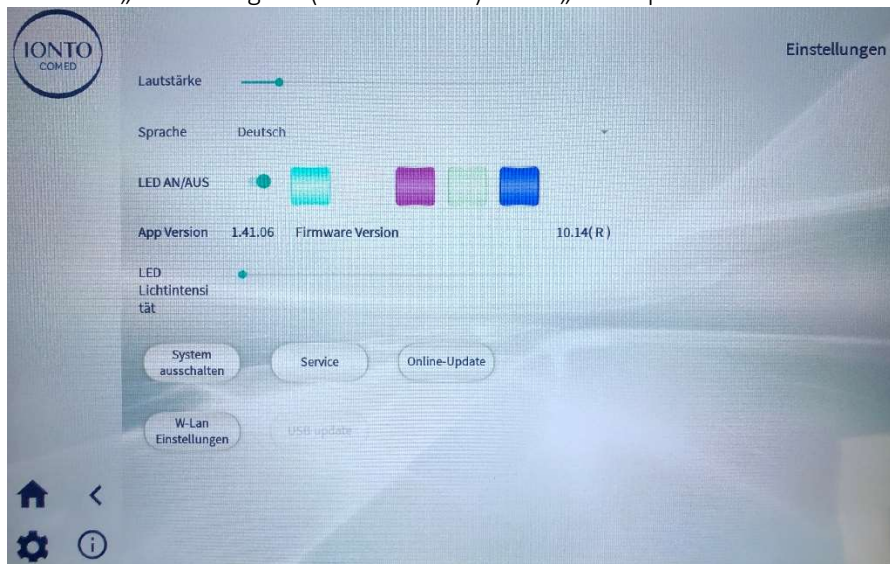 IONTO
COMED
Einstellungen
Lautstärke
Sprache Deutsch
LED AN/AUS
App Version 1.41.06 Firmware Version 10.14( R )
LED
Lichtintensi
tät
System
ausschalten
Service
Online-Update
W-Lan
Einstellungen
USB update